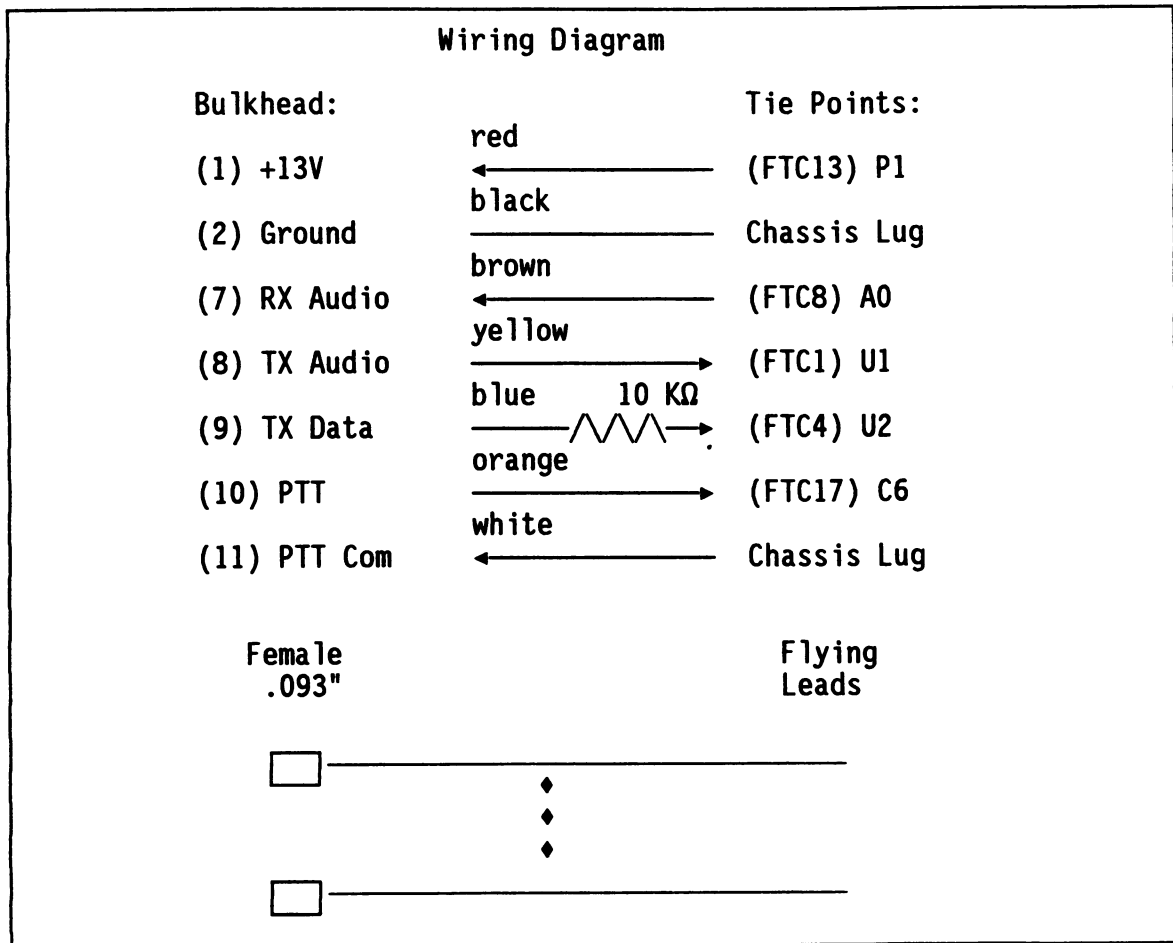 Wiring Diagram
Bulkhead: Tie Points:
red
(1) +13V (FTC13) P1
black
(2) Ground Chassis Lug
brown
(7) RX Audio (FTC8) A0
yellow
(8) TX Audio (FTC1) U1
blue 10 KΩ
(9) TX Data (FTC4) U2
orange
(10) PTT (FTC17) C6
white
(11) PTT Com Chassis Lug
Female Flying
.093" Leads